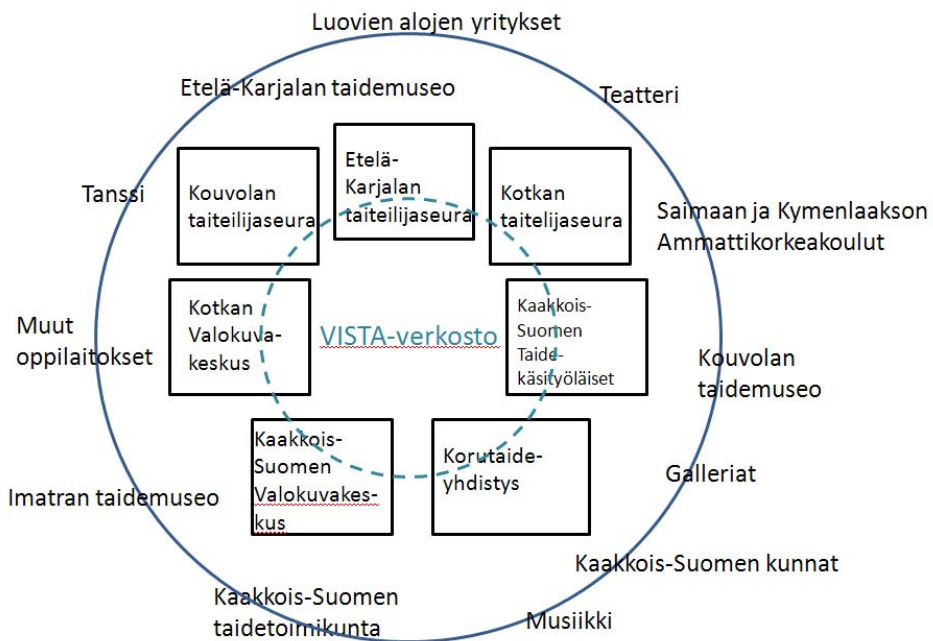 Luovien alojen yritykset
Etelä-Karjalan taidemuseo
Teatteri
Tanssi
Kouvolan
taiteilijaseura
Etelä-
Karjalan
taiteilijaseura
Kotkan
taitelijaseura
Saimaan ja Kymenlaakson
Ammattikorkeakoulut
Muut
oppilaitokset
Kotkan
Valokuva-
keskus
VISTA-verkosto
Kaakkois-
Suomen
Taide-
käsityöläiset
Kouvolan
taidemuseo
Imatran taidemuseo
Kaakkois-
Suomen
Valokuvakes-
kus
Korutaide-
yhdistys
Galleriat
Kaakkois-Suomen kunnat
Kaakkois-Suomen
taidetoimikunta
Musiikki